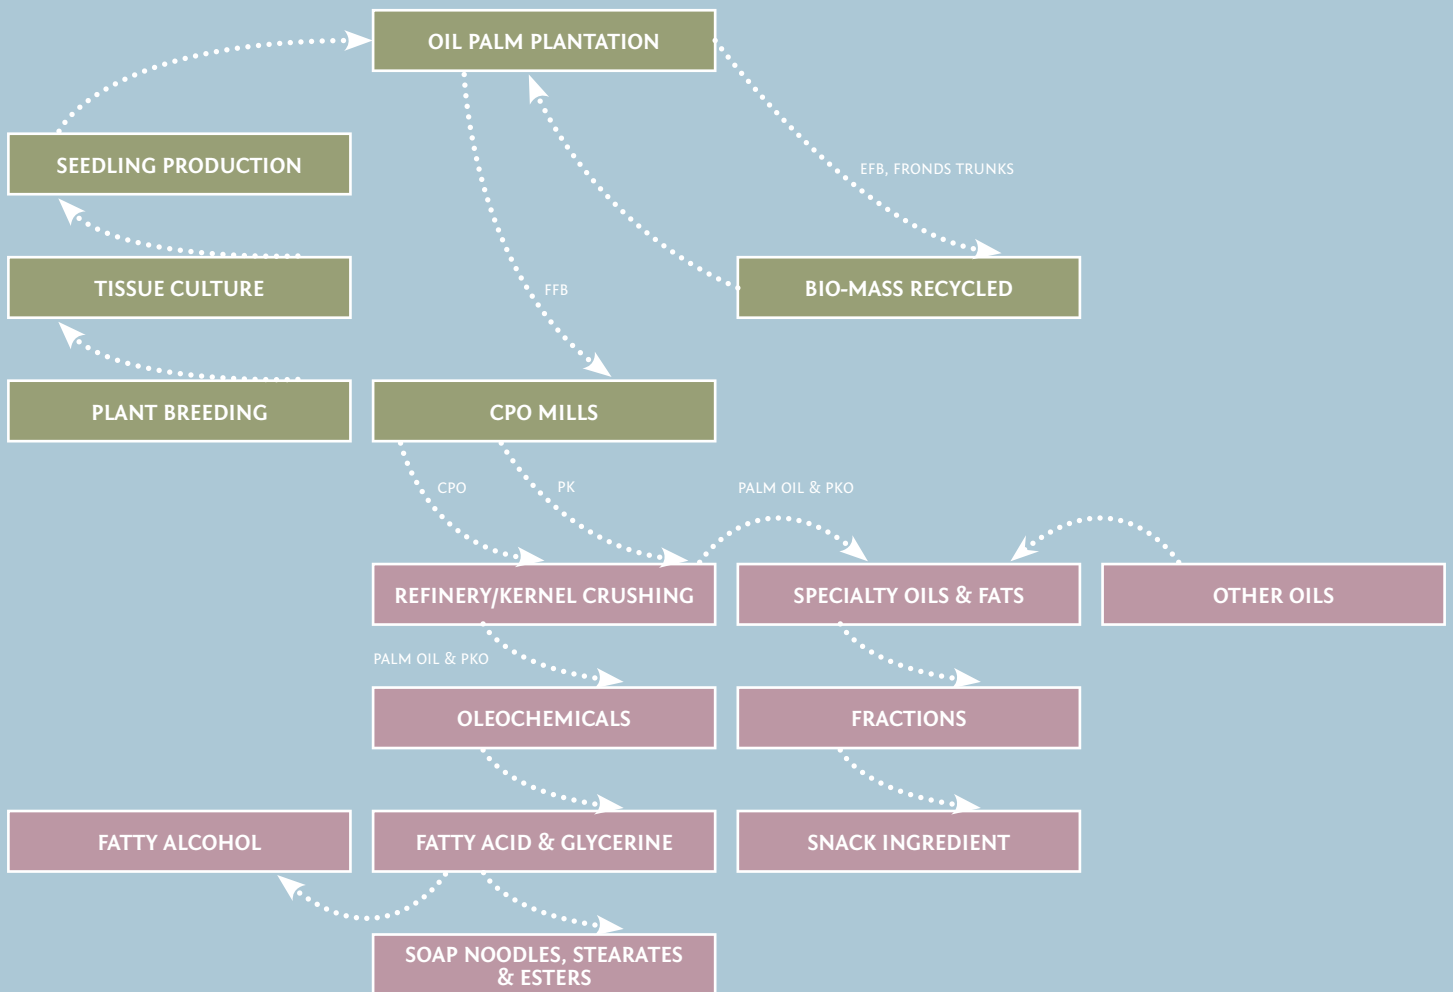 OIL PALM PLANTATION
SEEDLING PRODUCTION
EFB, FRONDS TRUNKS
TISSUE CULTURE
FFB
BIO-MASS RECYCLED
PLANT BREEDING
CPO MILLS
CPO
PK
PALM OIL & PKO
REFINERY/KERNEL CRUSHING
SPECIALTY OILS & FATS
OTHER OILS
PALM OIL & PKO
OLEOCHEMICALS
FRACTIONS
FATTY ALCOHOL
FATTY ACID & GLYCERINE
SNACK INGREDIENT
SOAP NOODLES, STEARATES
& ESTERS